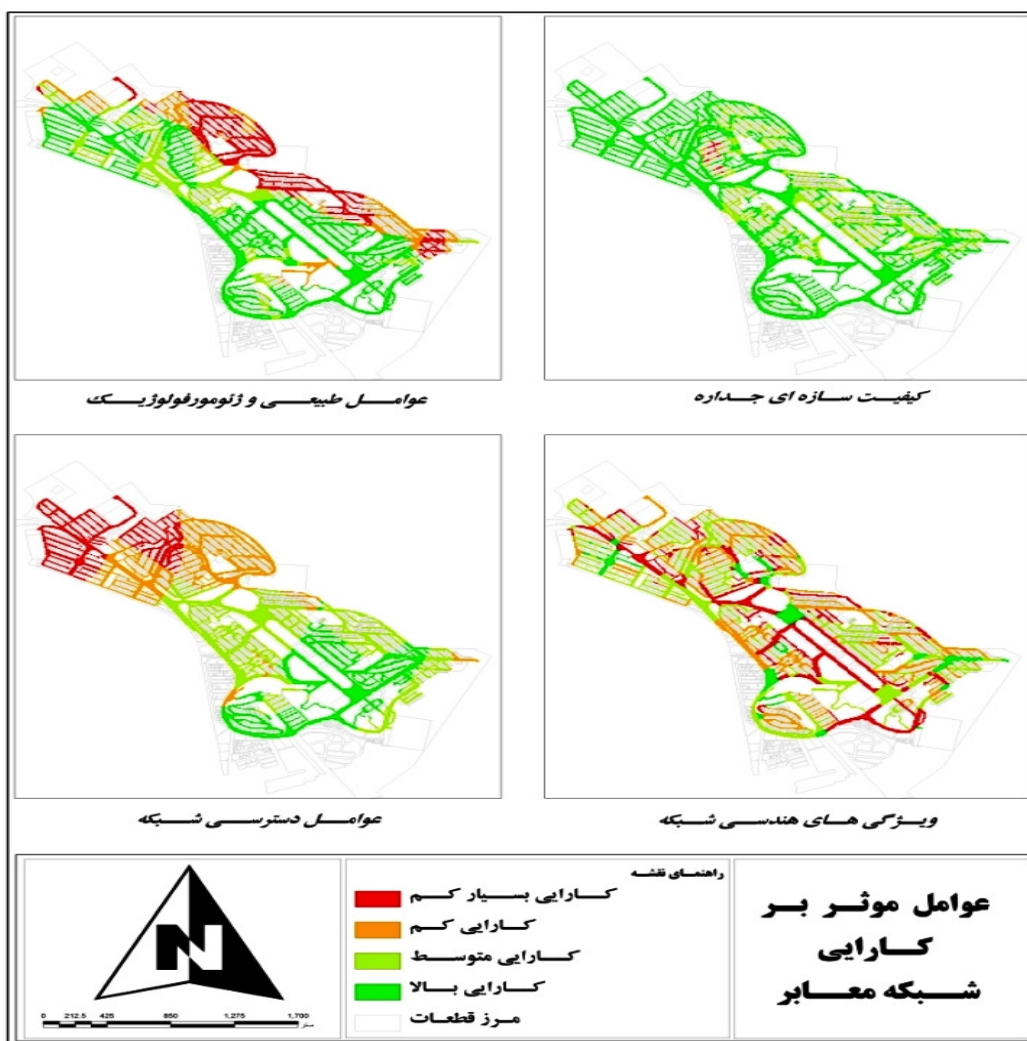 عوامل طبیعی و ژئومورفولوژیک
کیفیت سازه ای جداره
عوامل دسترسی شبکه
ویژگی های هندسی شبکه
راهنمای نقشه
کارایی بسیار کم
کارایی کم
کارایی متوسط
کارایی بالا
مرز قطعات
عوامل موثر بر
کارایی
شبکه معابر
N
0 212.5 425 850 1,275 1,700
متر